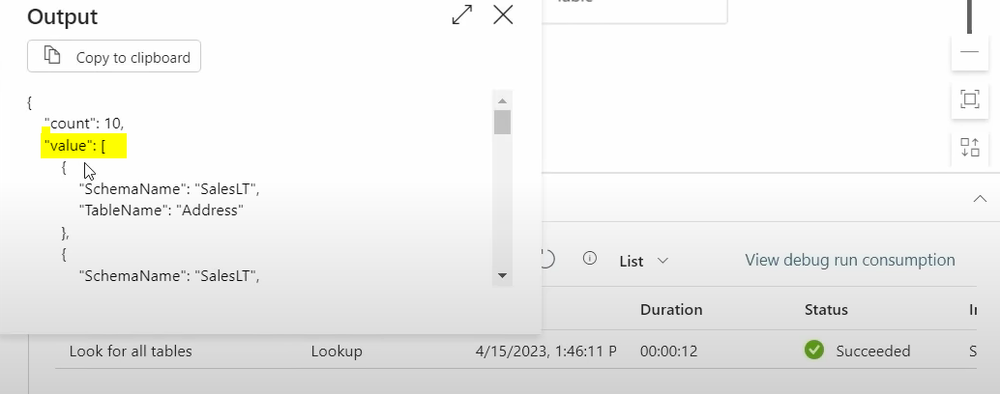 Output
Copy to clipboard
{
"count": 10,
"value": [
{
"SchemaName": "SalesLT",
"TableName": "Address"
},
{
"SchemaName": "SalesLT",
List
View debug run consumption
Duration
Status
Look for all tables
Lookup
4/15/2023, 1:46:11 P
00:00:12
Succeeded
S